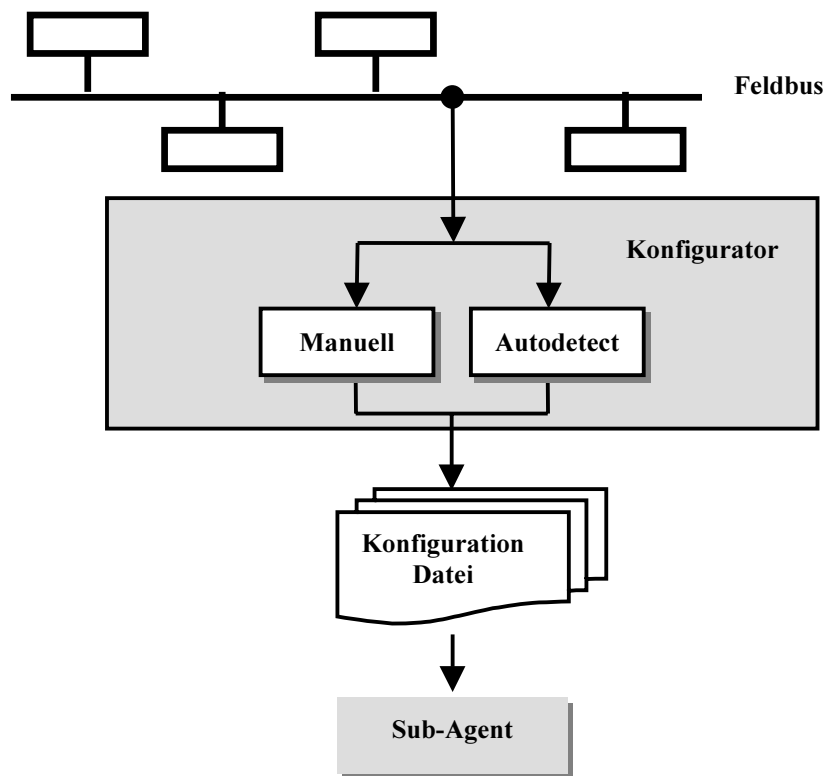 Feldbus
Konfigurator
Manuell
Autodetect
Konfiguration
Datei
Sub-Agent